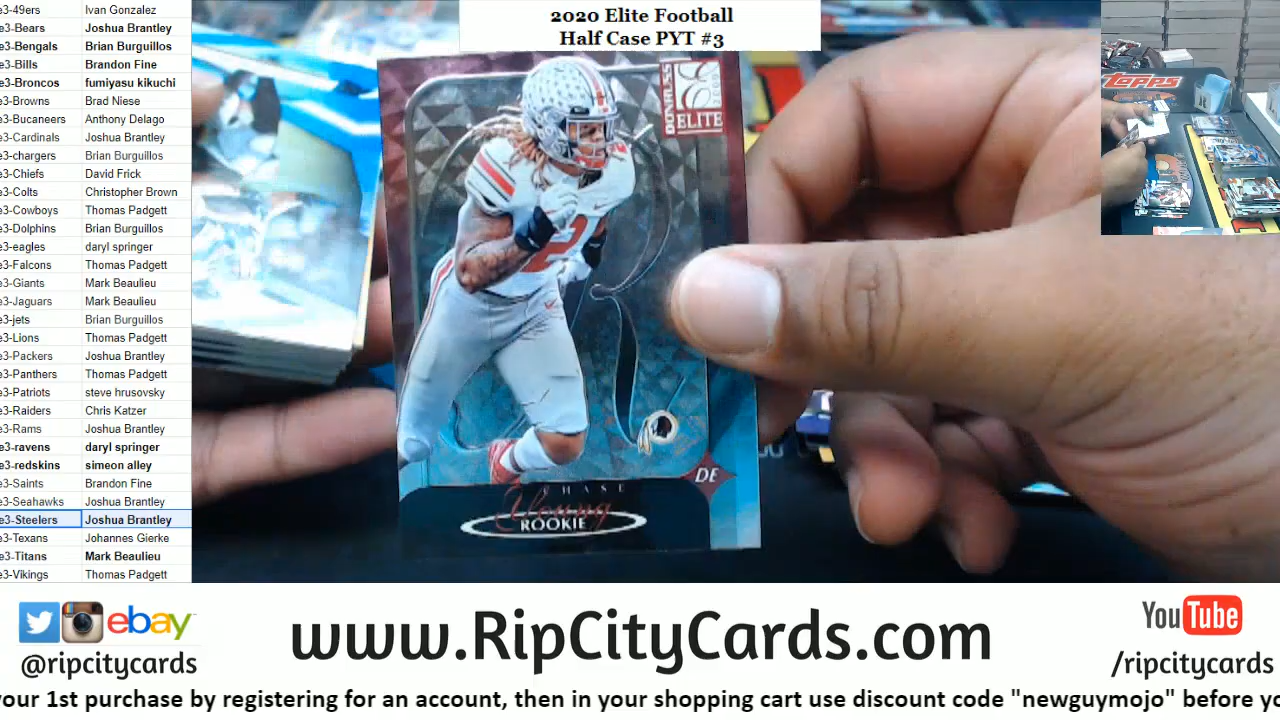 2020 Elite Football
Half Case PYT #3
e3-49ers Ivan Gonzalez
e3-Bears Joshua Brantley
e3-Bengals Brian Burguillos
e3-Bills Brandon Fine
e3-Broncos fumiyasu kikuchi
e3-Browns Brad Niese
e3-Bucaneers Anthony Delago
e3-Cardinals Joshua Brantley
e3-chargers Brian Burguillos
e3-Chiefs David Frick
e3-Colts Christopher Brown
e3-Cowboys Thomas Padgett
e3-Dolphins Brian Burguillos
e3-eagles daryl springer
e3-Falcons Thomas Padgett
e3-Giants Mark Beaulieu
e3-Jaguars Mark Beaulieu
e3-jets Brian Burguillos
e3-Lions Thomas Padgett
e3-Packers Joshua Brantley
e3-Panthers Thomas Padgett
e3-Patriots steve hrusovsky
e3-Raiders Chris Katzer
e3-Rams Joshua Brantley
e3-ravens daryl springer
e3-redskins simeon alley
e3-Saints Brandon Fine
e3-Seahawks Joshua Brantley
e3-Steelers Joshua Brantley
e3-Texans Johannes Gierke
e3-Titans Mark Beaulieu
e3-Vikings Thomas Padgett
DONRUSS
ELITE
DE
CHASE
Young
ROOKIE
Topps
ebay
@ripcitycards
www.RipCityCards.com
YouTube
/ripcitycards
your 1st purchase by registering for an account, then in your shopping cart use discount code "newguymojo" before yo